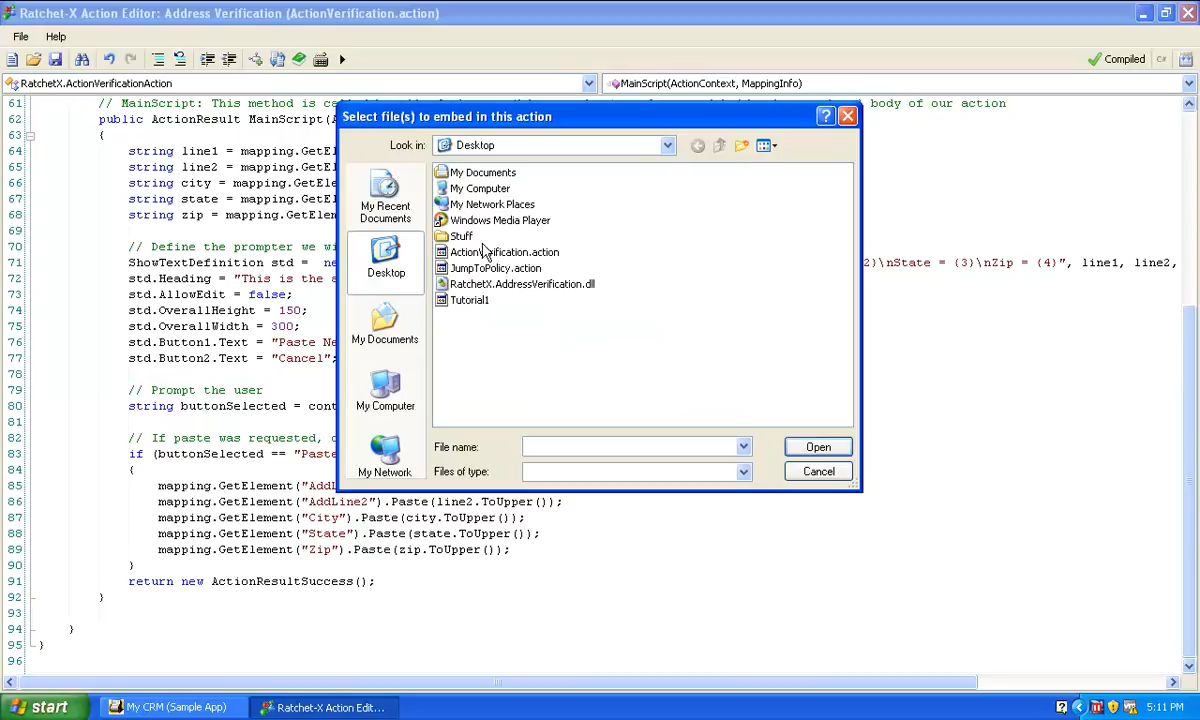 Ratchet-X Action Editor: Address Verification (ActionVerification.action)
File Help
Compiled
RatchetX.ActionVerificationAction
MainScript(ActionContext, MappingInfo)
61 // MainScript: This method is body of our action
62 public ActionResult MainScript(
63 {
64 string line1 = mapping.GetEl
65 string line2 = mapping.GetEl
66 string city = mapping.GetEle
67 string state = mapping.GetEl
68 string zip = mapping.GetElem
69
70 // Define the prompter we wi
71 ShowTextDefinition std = ne 2)\nState = {3}\nZip = {4}", line1, line2,
72 std.Heading = "This is the s
73 std.AllowEdit = false;
74 std.OverallHeight = 150;
75 std.OverallWidth = 300;
76 std.Button1.Text = "Paste Ne
77 std.Button2.Text = "Cancel";
78
79 // Prompt the user
80 string buttonSelected = cont
81
82 // If paste was requested, c
83 if (buttonSelected == "Paste
84 {
85 mapping.GetElement("Add
86 mapping.GetElement("AddLine2").Paste(line2.ToUpper());
87 mapping.GetElement("City").Paste(city.ToUpper());
88 mapping.GetElement("State").Paste(state.ToUpper());
89 mapping.GetElement("Zip").Paste(zip.ToUpper());
90 }
91 return new ActionResultSuccess();
92 }
93
94 }
95 }
96
Select file(s) to embed in this action
Look in: Desktop
My Recent Documents
Desktop
My Documents
My Computer
My Network
My Documents
My Computer
My Network Places
Windows Media Player
Stuff
ActionVerification.action
JumpToPolicy.action
RatchetX.AddressVerification.dll
Tutorial1
File name:
Open
Files of type:
Cancel
start
My CRM (Sample App)
Ratchet-X Action Edit...
5:11 PM